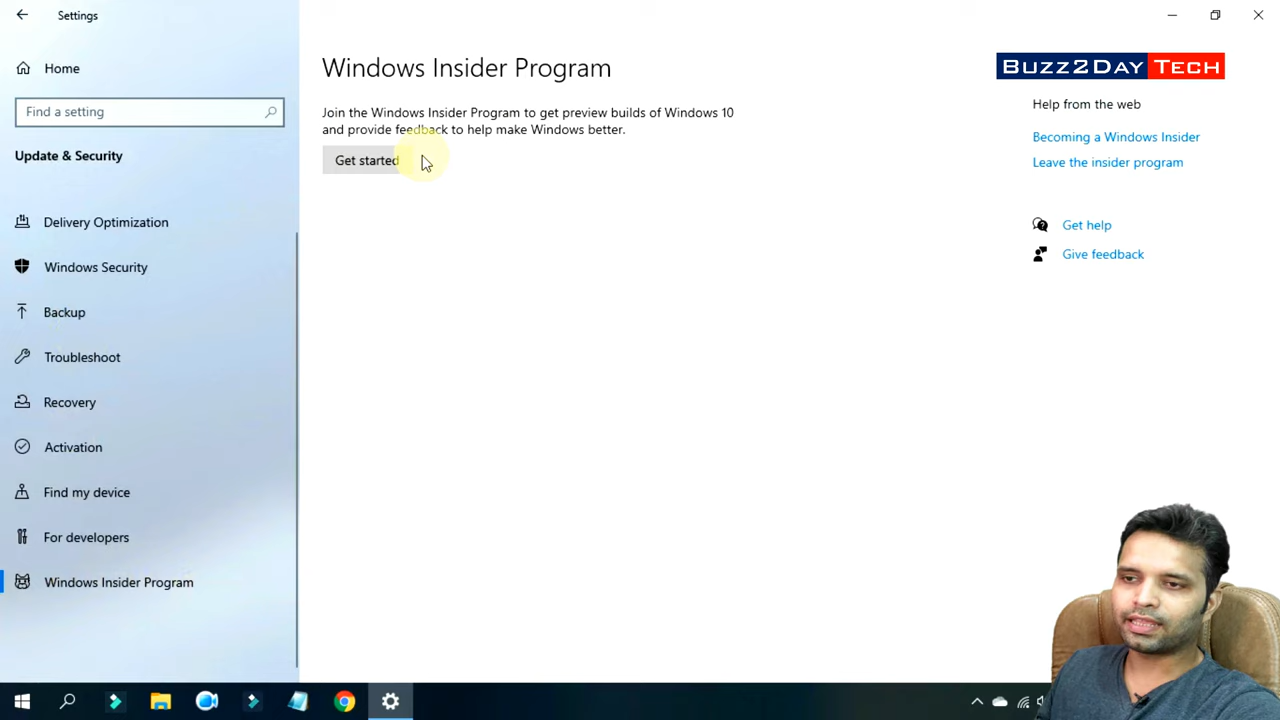 Settings
Home
Find a setting
Update & Security
Delivery Optimization
Windows Security
Backup
Troubleshoot
Recovery
Activation
Find my device
For developers
Windows Insider Program
Windows Insider Program
Join the Windows Insider Program to get preview builds of Windows 10
and provide feedback to help make Windows better.
Get started
BUZZ2DAY TECH
Help from the web
Becoming a Windows Insider
Leave the insider program
Get help
Give feedback